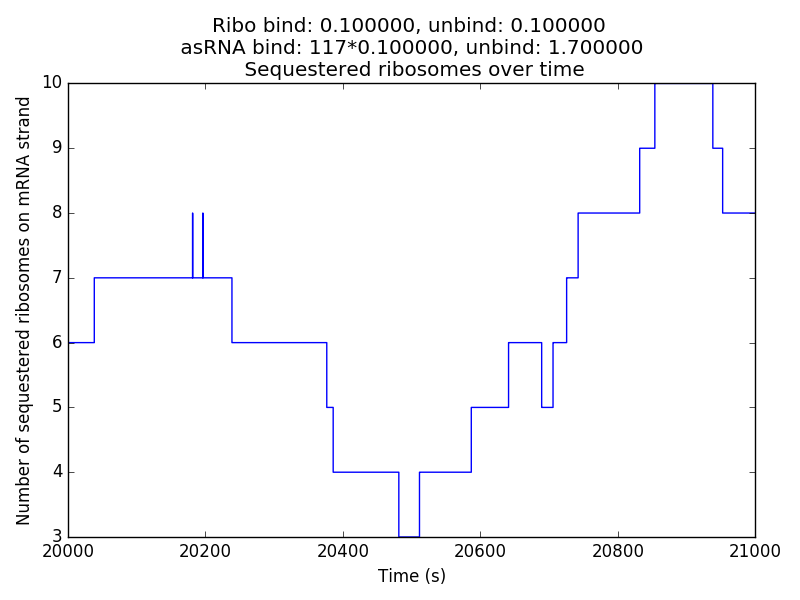 Ribo bind: 0.100000, unbind: 0.100000
asRNA bind: 117*0.100000, unbind: 1.700000
Sequestered ribosomes over time
Number of sequestered ribosomes on mRNA strand
10
9
8
7
6
5
4
3
20000 20200 20400 20600 20800 21000
Time (s)